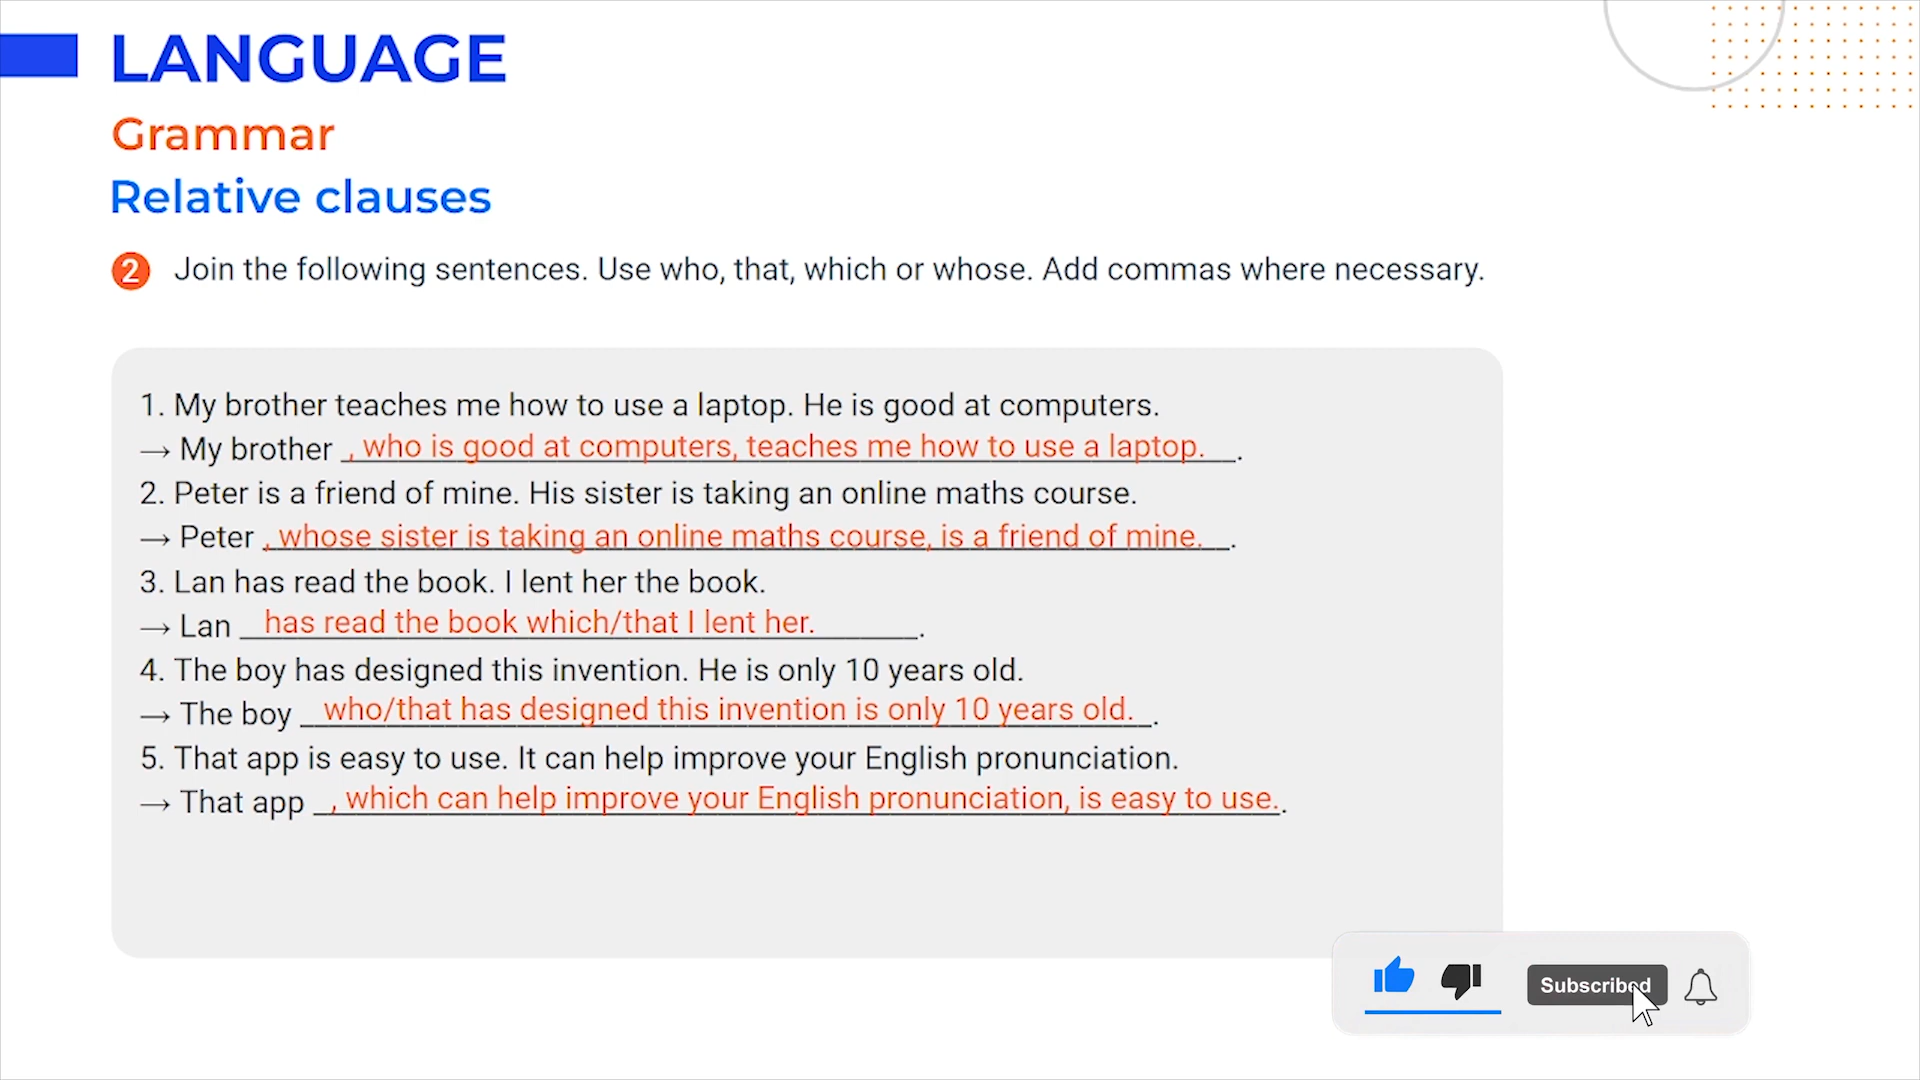 LANGUAGE
Grammar
Relative clauses
2 Join the following sentences. Use who, that, which or whose. Add commas where necessary.
1. My brother teaches me how to use a laptop. He is good at computers.
→ My brother , who is good at computers, teaches me how to use a laptop. .
2. Peter is a friend of mine. His sister is taking an online maths course.
→ Peter , whose sister is taking an online maths course, is a friend of mine. .
3. Lan has read the book. I lent her the book.
→ Lan has read the book which/that I lent her. .
4. The boy has designed this invention. He is only 10 years old.
→ The boy who/that has designed this invention is only 10 years old. .
5. That app is easy to use. It can help improve your English pronunciation.
→ That app , which can help improve your English pronunciation, is easy to use. .
Subscribed